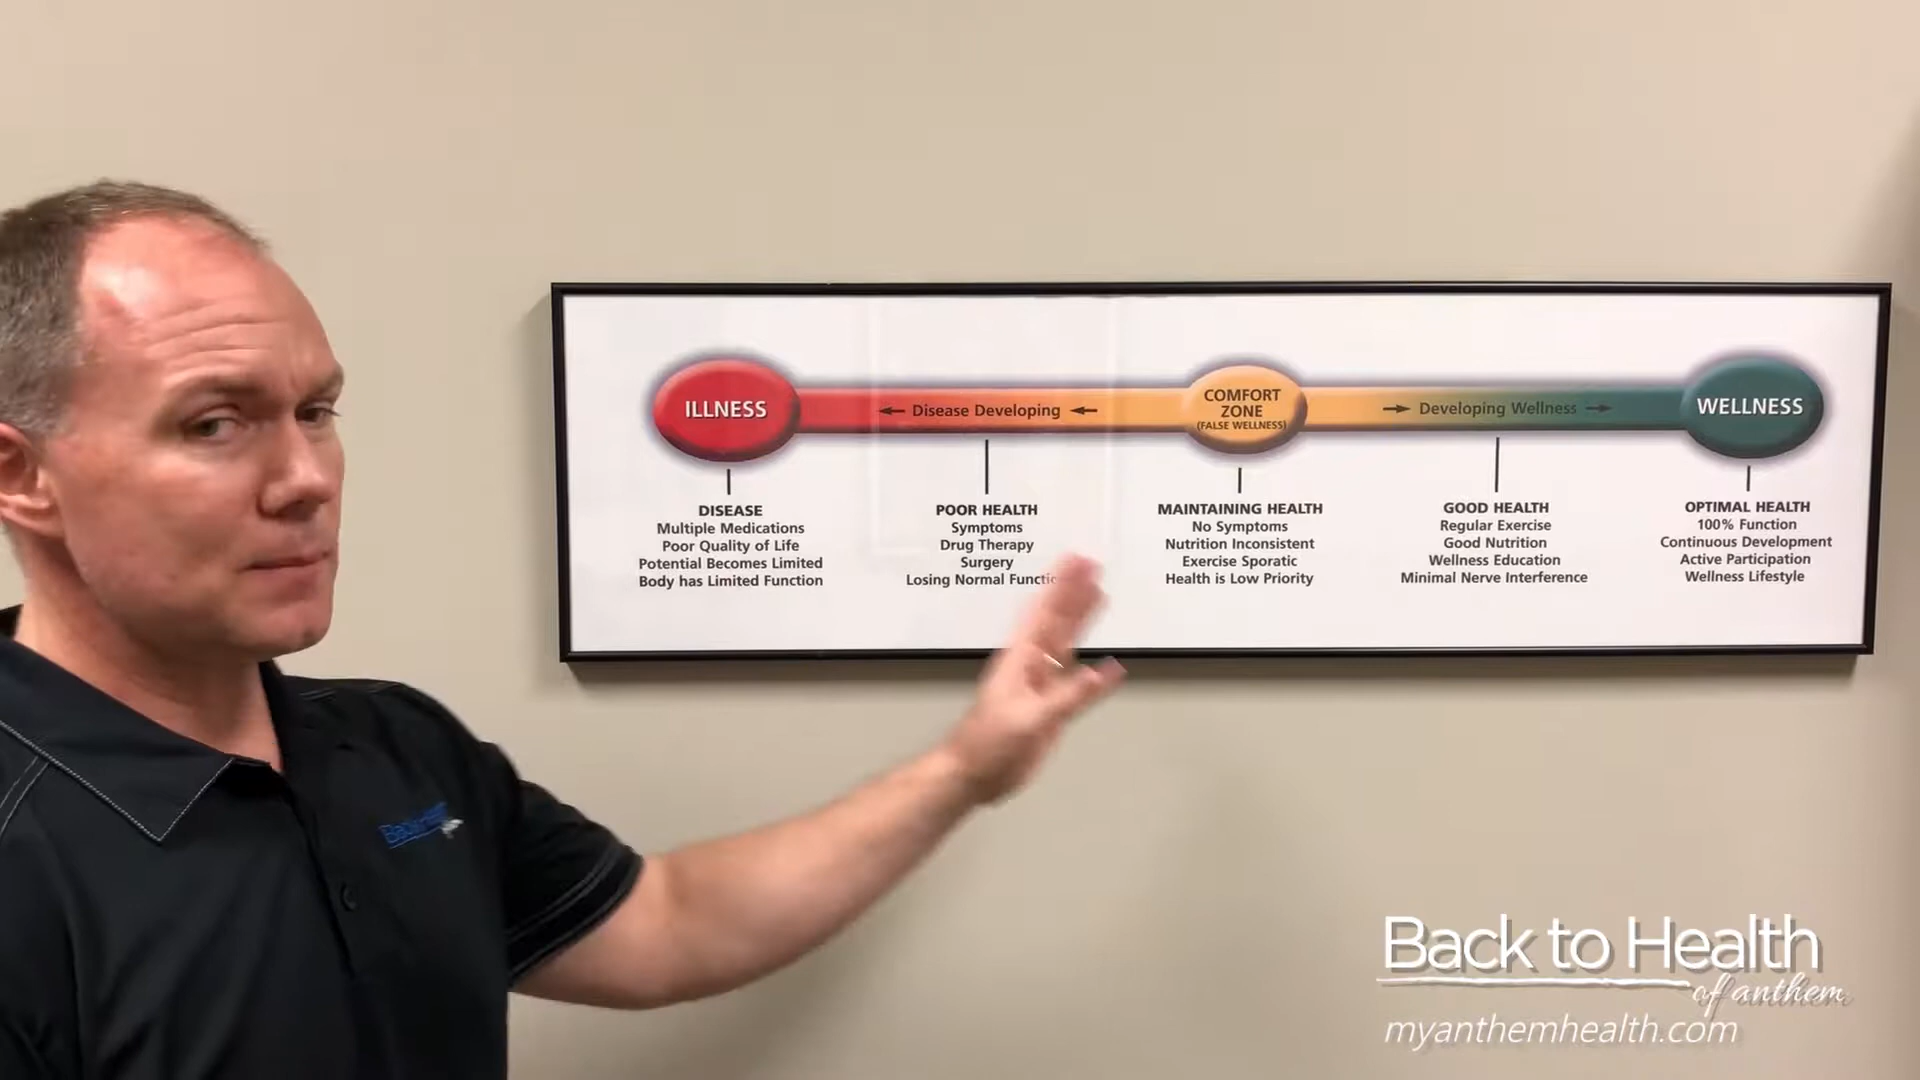 ILLNESS
Disease Developing
COMFORT
ZONE
(FALSE WELLNESS)
Developing Wellness
WELLNESS
DISEASE
Multiple Medications
Poor Quality of Life
Potential Becomes Limited
Body has Limited Function
POOR HEALTH
Symptoms
Drug Therapy
Surgery
Losing Normal
MAINTAINING HEALTH
No Symptoms
Nutrition Inconsistent
Exercise Sporatic
Health is Low Priority
GOOD HEALTH
Regular Exercise
Good Nutrition
Wellness Education
Minimal Nerve Interference
OPTIMAL HEALTH
100% Function
Continuous Development
Active Participation
Wellness Lifestyle
Back to Health
of anthem
myanthemhealth.com